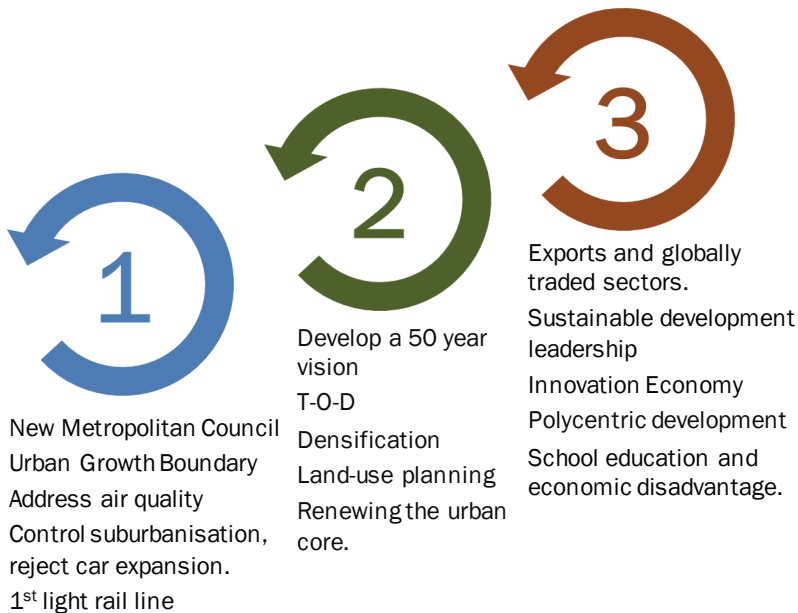 1
New Metropolitan Council
Urban Growth Boundary
Address air quality
Control suburbanisation,
reject car expansion.
1st light rail line
2
Develop a 50 year
vision
T-O-D
Densification
Land-use planning
Renewing the urban
core.
3
Exports and globally
traded sectors.
Sustainable development
leadership
Innovation Economy
Polycentric development
School education and
economic disadvantage.